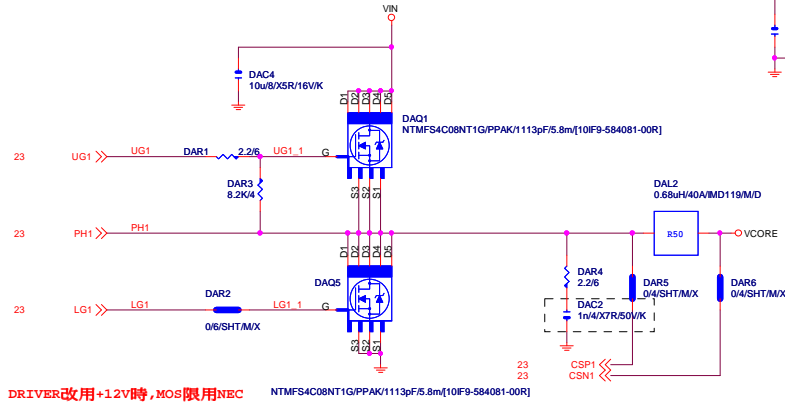 VIN
DAC4
10u/8/X5R/16V/K
D1
D2
D3
D4
D5
DAQ1
NTMFS4C08NT1G/PPAK/1113pF/5.8m/[10IF9-584081-00R]
23
UG1
UG1
DAR1
2.2/6
UG1_1
G
DAR3
8.2K/4
S3
S2
S1
DAL2
0.68uH/40A/IMD119/M/D
R50
VCORE
23
PH1
PH1
D1
D2
D3
D4
D5
DAQ5
DAR4
2.2/6
DAR5
0/4/SHT/M/X
DAR6
0/4/SHT/M/X
DAR2
0/6/SHT/M/X
23
LG1
LG1
LG1_1
G
DAC2
1n/4/X7R/50V/K
S3
S2
S1
23
CSP1
23
CSN1
DRIVER改用+12V時,MOS限用NEC
NTMFS4C08NT1G/PPAK/1113pF/5.8m/[10IF9-584081-00R]